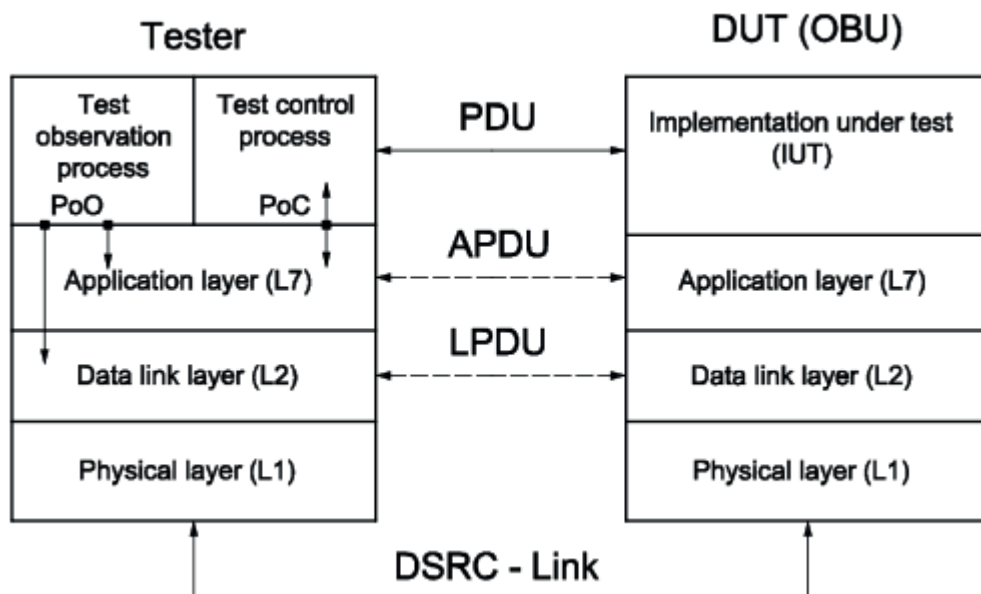 Tester
DUT (OBU)
Test
observation
process
Test control
process
PoO
PoC
PDU
Implementation under test
(IUT)
APDU
Application layer (L7)
Application layer (L7)
LPDU
Data link layer (L2)
Data link layer (L2)
Physical layer (L1)
Physical layer (L1)
DSRC - Link